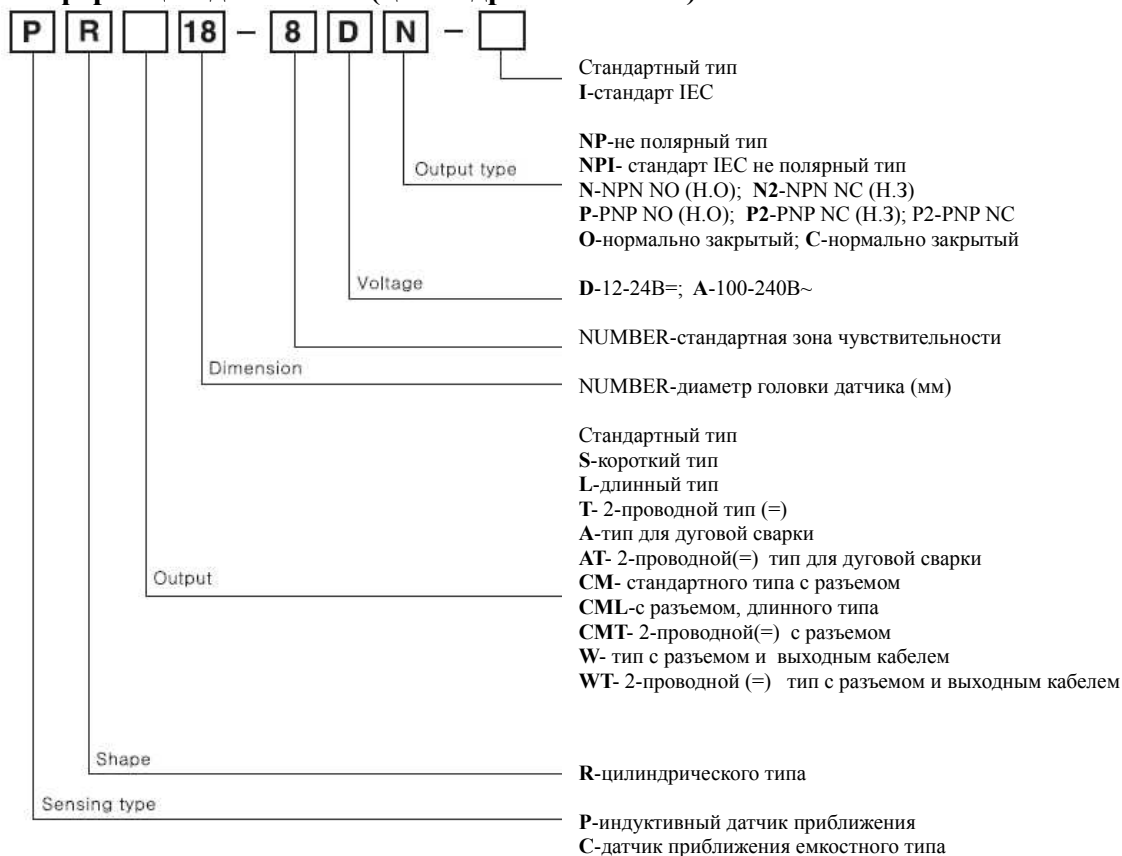 P R 18 – 8 D N –
Стандартный тип
I-стандарт IEC
NP-не полярный тип
NPI- стандарт IEC не полярный тип
Output type
N-NPN NO (Н.О); N2-NPN NC (Н.З)
P-PNP NO (Н.О); P2-PNP NC (Н.З); P2-PNP NC
O-нормально закрытый; C-нормально закрытый
Voltage
D-12-24В=; A-100-240В~
NUMBER-стандартная зона чувствительности
Dimension
NUMBER-диаметр головки датчика (мм)
Стандартный тип
S-короткий тип
L-длинный тип
T- 2-проводной тип (=)
A-тип для дуговой сварки
AT- 2-проводной(=) тип для дуговой сварки
Output
CM- стандартного типа с разъемом
CML-с разъемом, длинного типа
CMT- 2-проводной(=) с разъемом
W- тип с разъемом и выходным кабелем
WT- 2-проводной (=) тип с разъемом и выходным кабелем
Shape
R-цилиндрического типа
Sensing type
P-индуктивный датчик приближения
C-датчик приближения емкостного типа